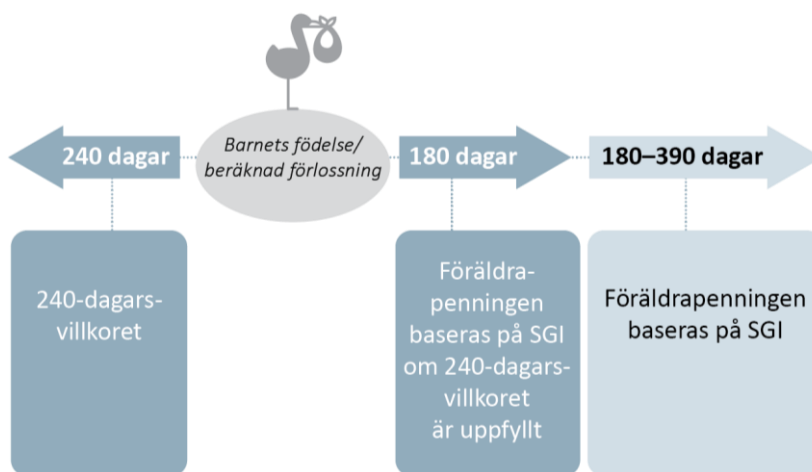 240 dagar
Barnets födelse/
beräknad förlossning
180 dagar
180–390 dagar
240-dagars-
villkoret
Föräldra-
penningen
baseras på SGI
om 240-dagars-
villkoret
är uppfyllt
Föräldrapenningen
baseras på SGI